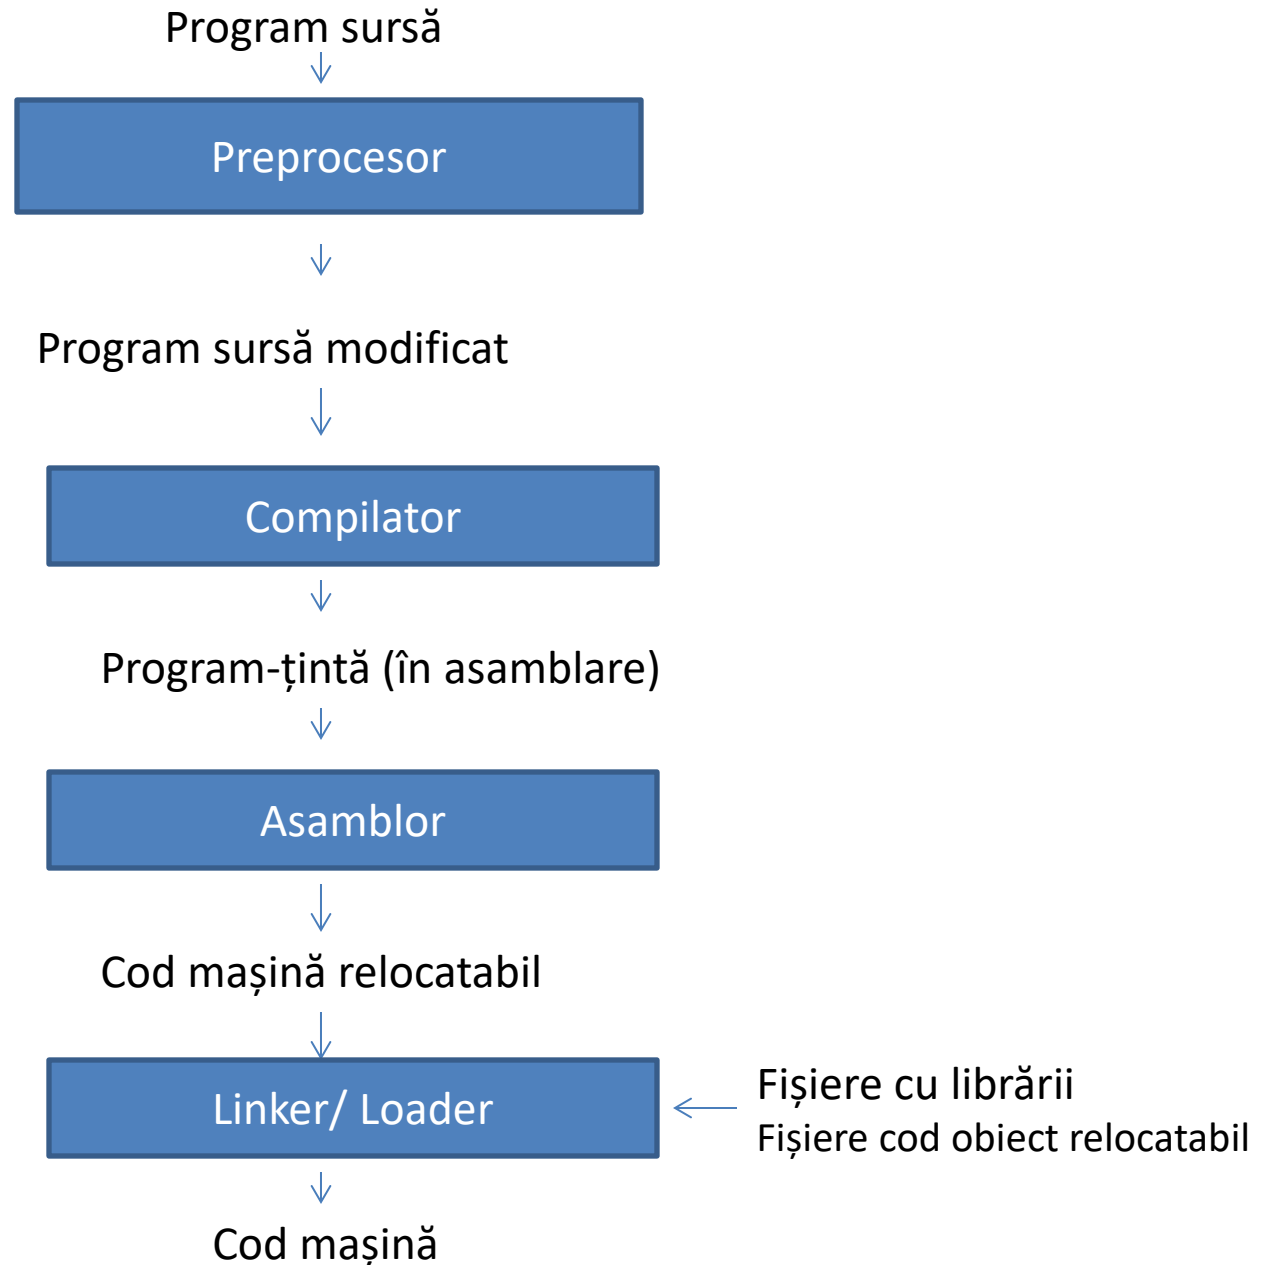 Program sursă
Preprocesor
Program sursă modificat
Compilator
Program-țintă (în asamblare)
Asamblor
Cod mașină relocatabil
Linker/ Loader
Fișiere cu librării
Fișiere cod obiect relocatabil
Cod mașină